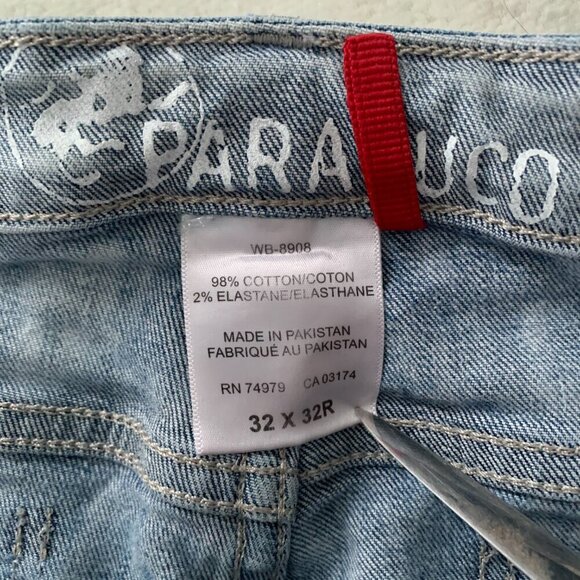 PARA UCO
WB-8908
98% COTTON/COTON
2% ELASTANE/ELASTHANE
MADE IN PAKISTAN
FABRIQUÉ AU PAKISTAN
RN 74979 CA 03174
32 X 32R